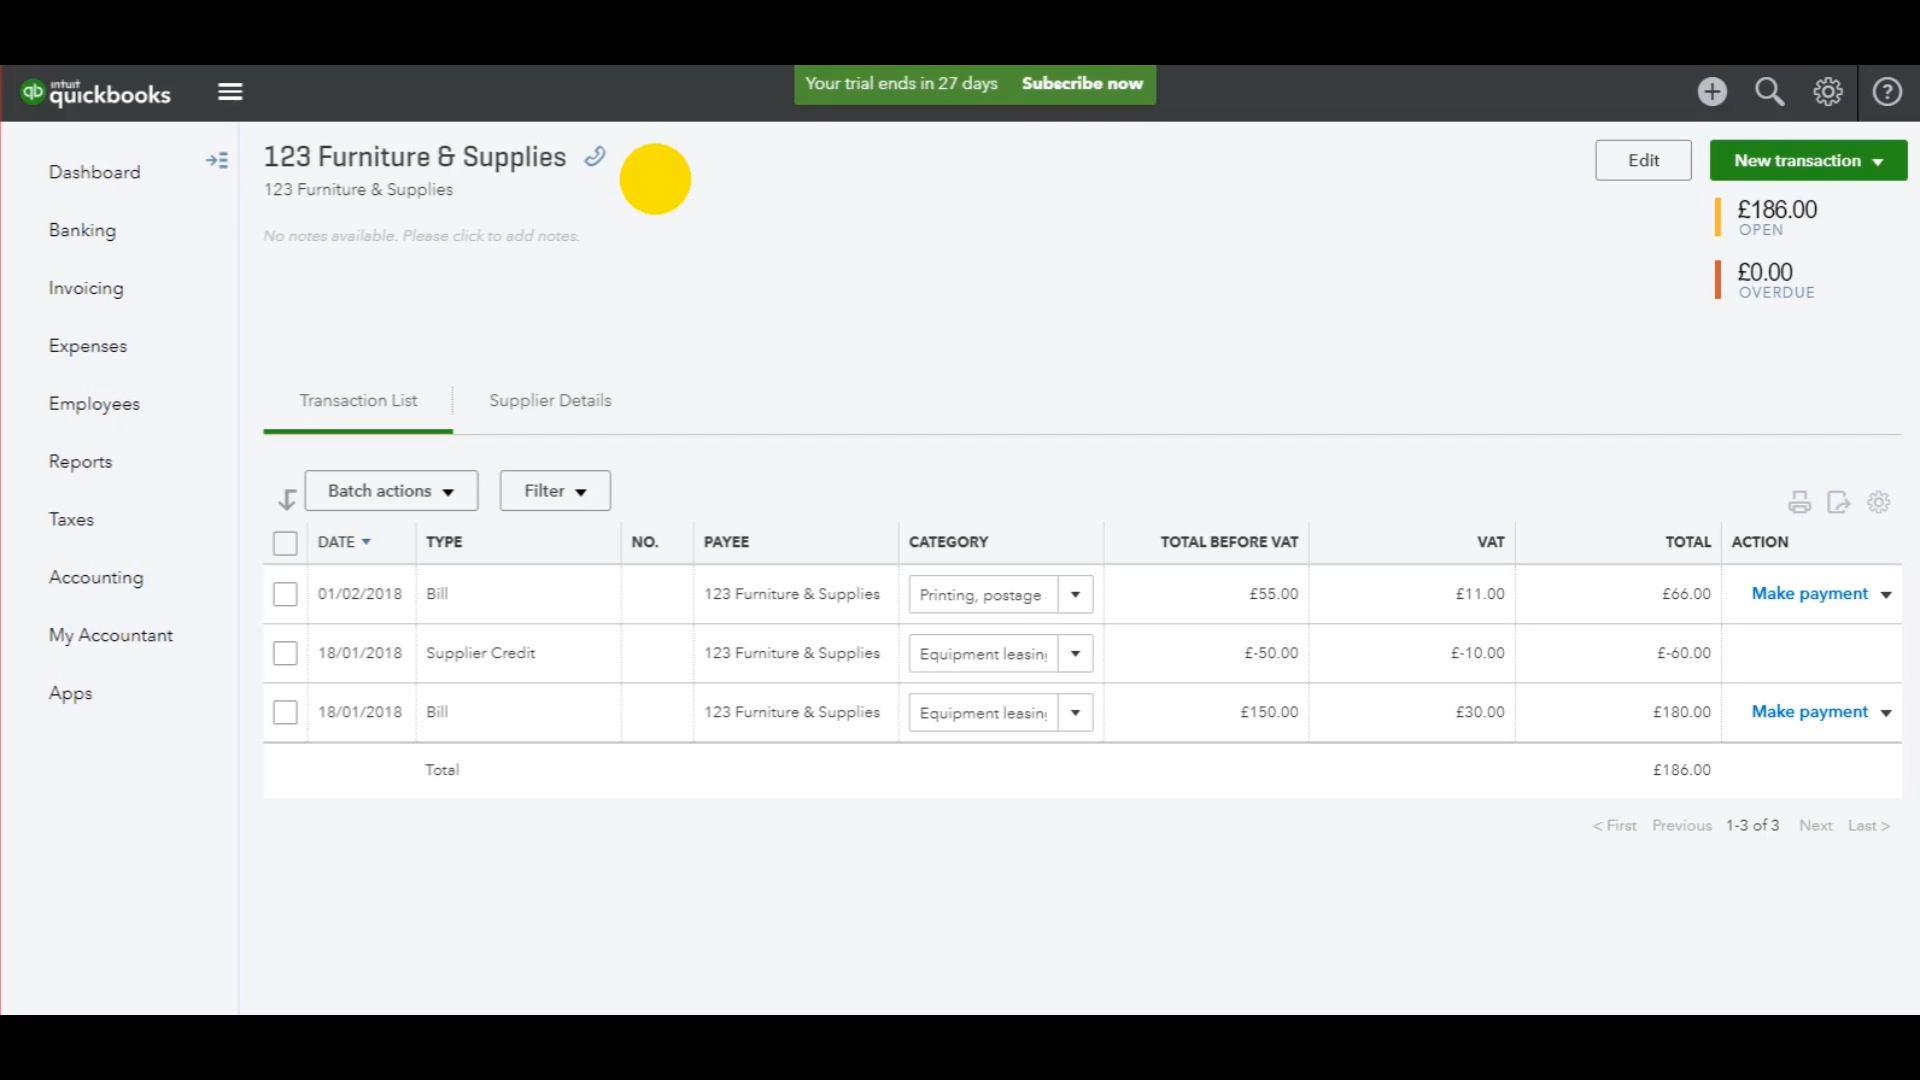 intuit
quickbooks
Your trial ends in 27 days Subscribe now
Dashboard
Banking
Invoicing
Expenses
Employees
Reports
Taxes
Accounting
My Accountant
Apps
123 Furniture & Supplies
123 Furniture & Supplies
No notes available. Please click to add notes.
Edit
New transaction
£186.00
OPEN
£0.00
OVERDUE
Transaction List Supplier Details
Batch actions Filter
DATE TYPE NO. PAYEE CATEGORY TOTAL BEFORE VAT VAT TOTAL ACTION
01/02/2018 Bill 123 Furniture & Supplies Printing, postage £55.00 £11.00 £66.00 Make payment
18/01/2018 Supplier Credit 123 Furniture & Supplies Equipment leasin £-50.00 £-10.00 £-60.00
18/01/2018 Bill 123 Furniture & Supplies Equipment leasin £150.00 £30.00 £180.00 Make payment
Total £186.00
< First Previous 1-3 of 3 Next Last >